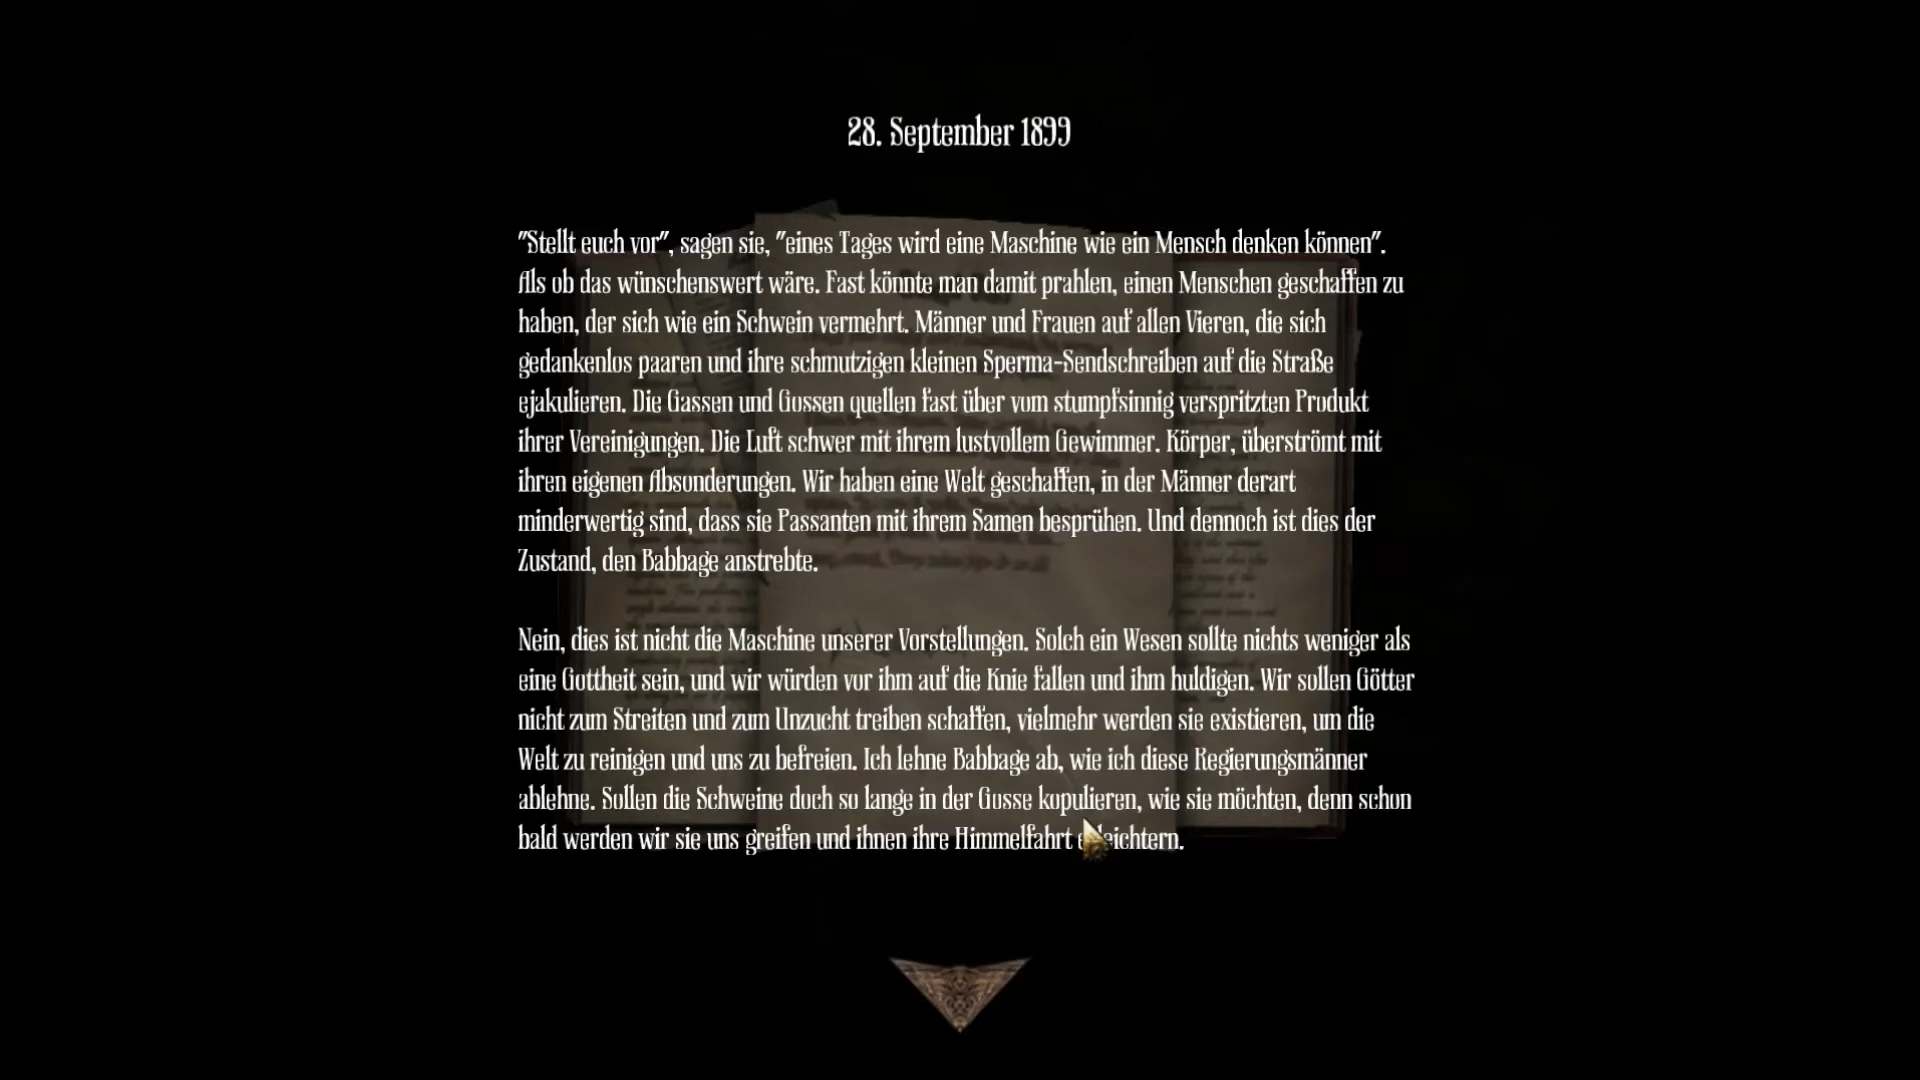 28. September 1899
"Stellt euch vor", sagen sie, "eines Tages wird eine Maschine wie ein Mensch denken können".
Als ob das wünschenswert wäre. Fast könnte man damit prahlen, einen Menschen geschaffen zu
haben, der sich wie ein Schwein vermehrt. Männer und Frauen auf allen Vieren, die sich
gedankenlos paaren und ihre schmutzigen kleinen Sperma-Sendschreiben auf die Straße
ejakulieren. Die Gassen und Gossen quellen fast über vom stumpfsinnig verspritzten Produkt
ihrer Vereinigungen. Die Luft schwer mit ihrem lustvollem Gewimmer. Körper, überströmt mit
ihren eigenen Absonderungen. Wir haben eine Welt geschaffen, in der Männer derart
minderwertig sind, dass sie Passanten mit ihrem Samen besprühen. Und dennoch ist dies der
Zustand, den Babbage anstrebte.
Nein, dies ist nicht die Maschine unserer Vorstellungen. Solch ein Wesen sollte nichts weniger als
eine Gottheit sein, und wir würden vor ihm auf die Knie fallen und ihm huldigen. Wir sollen Götter
nicht zum Streiten und zum Unzucht treiben schaffen, vielmehr werden sie existieren, um die
Welt zu reinigen und uns zu befreien. Ich lehne Babbage ab, wie ich diese Regierungsmänner
ablehne. Sollen die Schweine doch so lange in der Gosse kopulieren, wie sie möchten, denn schon
bald werden wir sie uns greifen und ihnen ihre Himmelfahrt